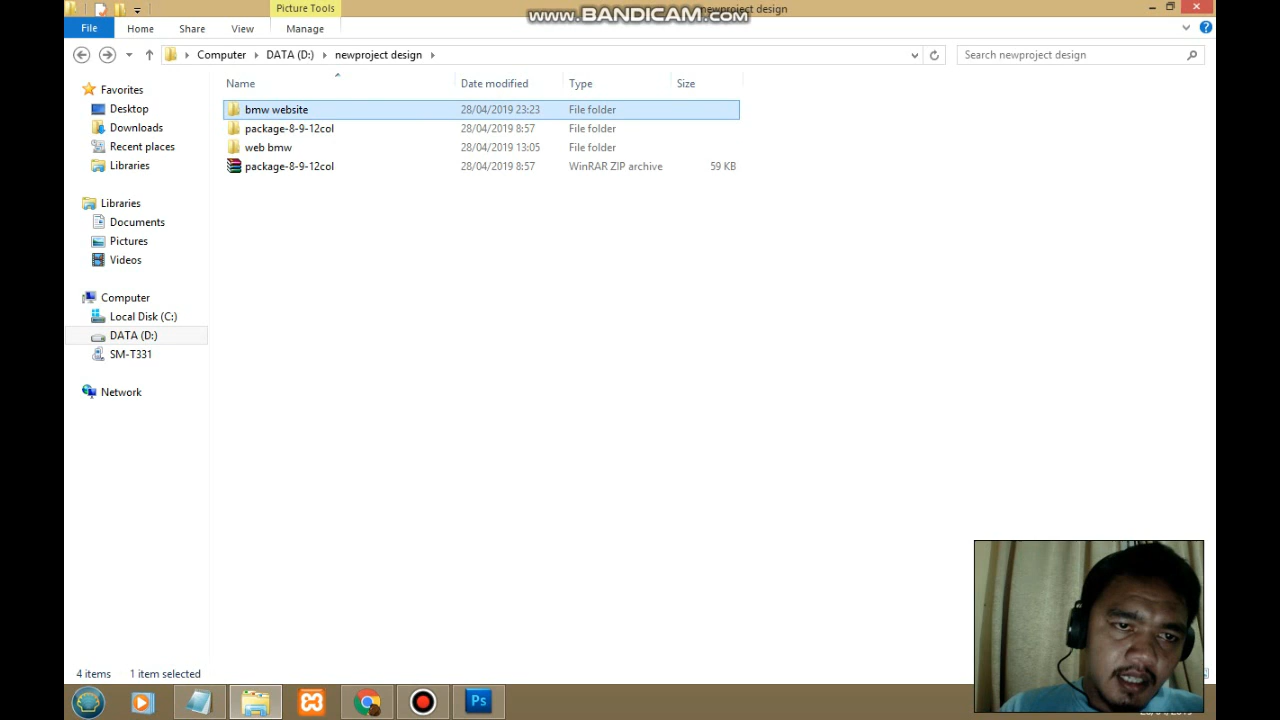 Picture Tools
www.BANDICAM.com
newproject design
File
Home
Share
View
Manage
Computer
DATA (D:)
newproject design
Search newproject design
Favorites
Desktop
Downloads
Recent places
Libraries
Libraries
Documents
Pictures
Videos
Computer
Local Disk (C:)
DATA (D:)
SM-T331
Network
Name Date modified Type Size
bmw website 28/04/2019 23:23 File folder
package-8-9-12col 28/04/2019 8:57 File folder
web bmw 28/04/2019 13:05 File folder
package-8-9-12col 28/04/2019 8:57 WinRAR ZIP archive 59 KB
4 items 1 item selected
Ps